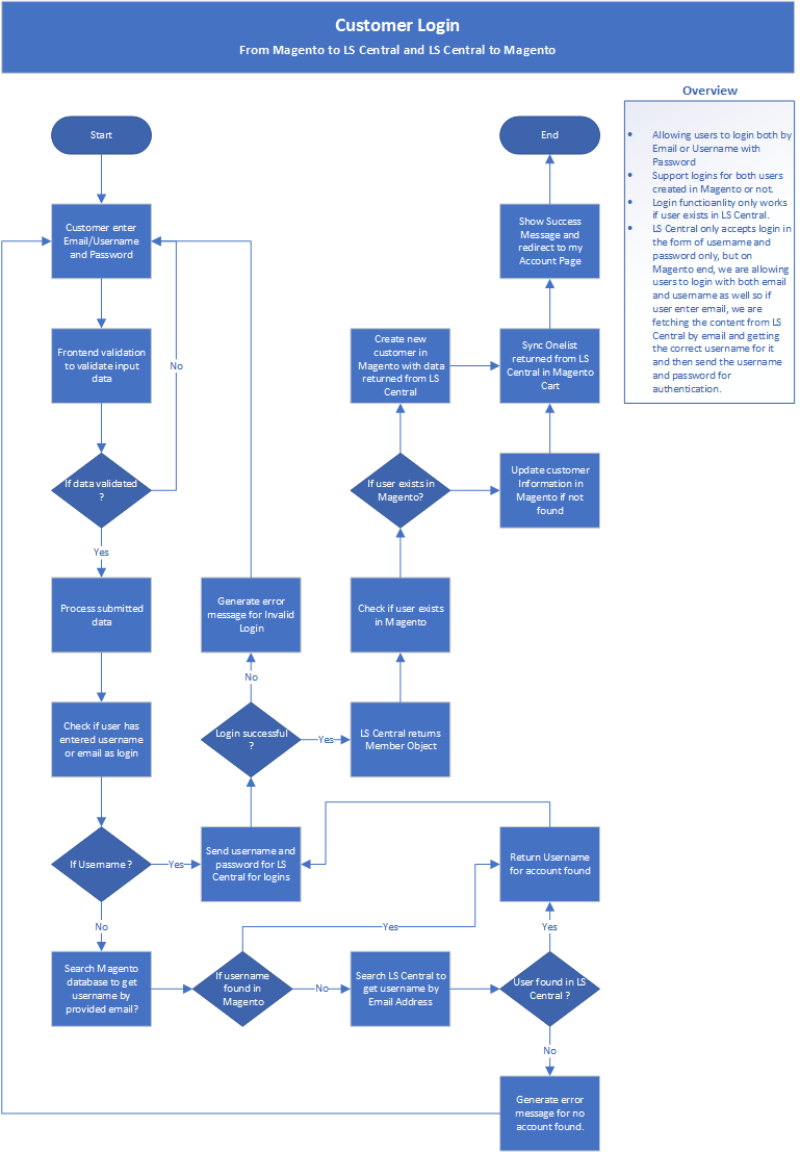 Customer Login
From Magento to LS Central and LS Central to Magento
Overview
• Allowing users to login both by
Email or Username with
Password
• Support logins for both users
created in Magento or not.
• Login functioanlity only works
if user exists in LS Central.
• LS Central only accepts login in
the form of username and
password only, but on
Magento end, we are allowing
users to login with both email
and username as well so if
user enter email, we are
fetching the content from LS
Central by email and getting
the correct username for it
and then send the username
and password for
authentication.
Start
End
Customer enter
Email/Username
and Password
Show Success
Message and
redirect to my
Account Page
Frontend validation
to validate input
data
No
Create new
customer in
Magento with data
returned from LS
Central
Sync Onelist
returned from LS
Central in Magento
Cart
If data validated
?
If user exists in
Magento?
Update customer
Information in
Magento if not
found
Yes
Process submitted
data
Generate error
message for Invalid
Login
Check if user exists
in Magento
No
Check if user has
entered username
or email as login
Login successful
?
Yes
LS Central returns
Member Object
If Username ?
Yes
Send username and
password for LS
Central for logins
Return Username
for account found
No
Yes
Yes
Search Magento
database to get
username by
provided email?
If username
found in
Magento
No
Search LS Central to
get username by
Email Address
User found in LS
Central ?
No
Generate error
message for no
account found.